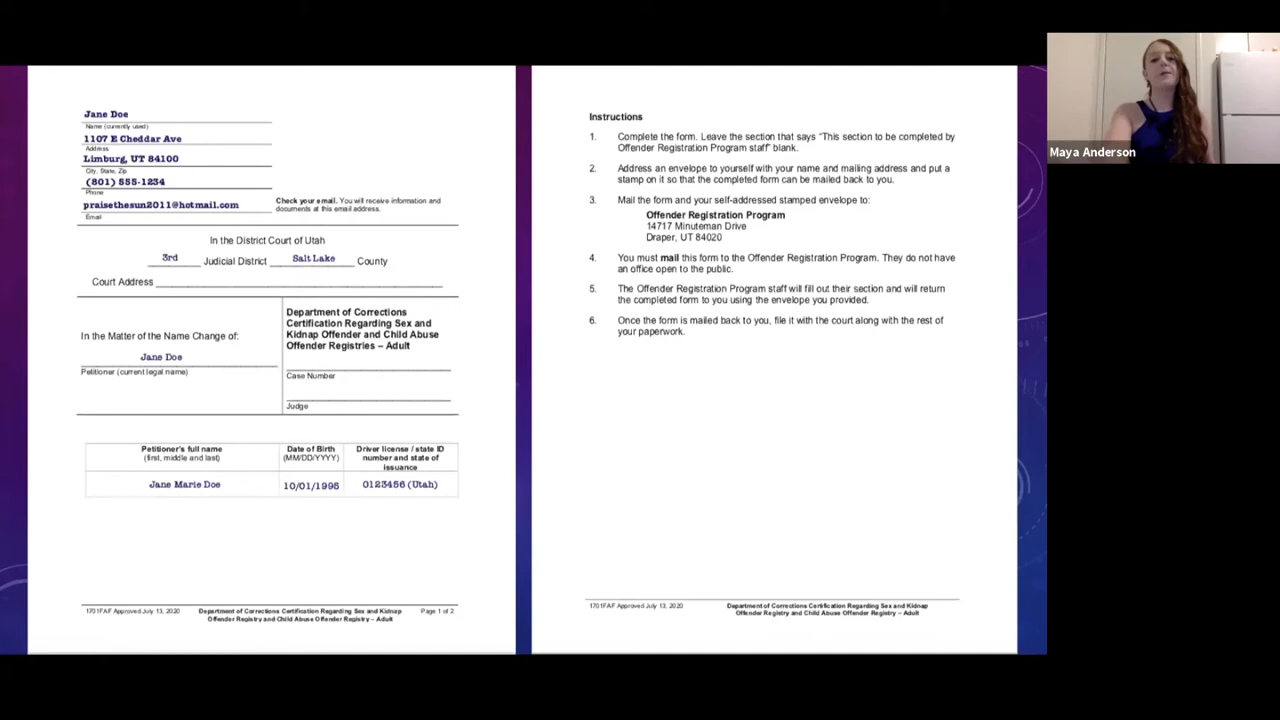 Jane Doe
Name (currently used)
1107 E Cheddar Ave
Address
Limburg, UT 84100
City, State, Zip
(801) 555-1234
Phone
praisethesun2011@hotmail.com
Email
Check your email. You will receive information and
documents at this email address.
In the District Court of Utah
3rd Judicial District Salt Lake County
Court Address
In the Matter of the Name Change of:
Jane Doe
Petitioner (current legal name)
Department of Corrections
Certification Regarding Sex and
Kidnap Offender and Child Abuse
Offender Registries – Adult
Case Number
Judge
Petitioner's full name
(first, middle and last)
Date of Birth
(MM/DD/YYYY)
Driver license / state ID
number and state of
issuance
Jane Marie Doe
10/01/1995
0123456 (Utah)
1701FAF Approved July 13, 2020
Department of Corrections Certification Regarding Sex and Kidnap
Offender Registry and Child Abuse Offender Registry – Adult
Page 1 of 2
Instructions
1. Complete the form. Leave the section that says "This section to be completed by
Offender Registration Program staff" blank.
2. Address an envelope to yourself with your name and mailing address and put a
stamp on it so that the completed form can be mailed back to you.
3. Mail the form and your self-addressed stamped envelope to:
Offender Registration Program
14717 Minuteman Drive
Draper, UT 84020
4. You must mail this form to the Offender Registration Program. They do not have
an office open to the public.
5. The Offender Registration Program staff will fill out their section and will return
the completed form to you using the envelope you provided.
6. Once the form is mailed back to you, file it with the court along with the rest of
your paperwork.
1701FAF Approved July 13, 2020
Department of Corrections Certification Regarding Sex and Kidnap
Offender Registry and Child Abuse Offender Registry – Adult
Maya Anderson